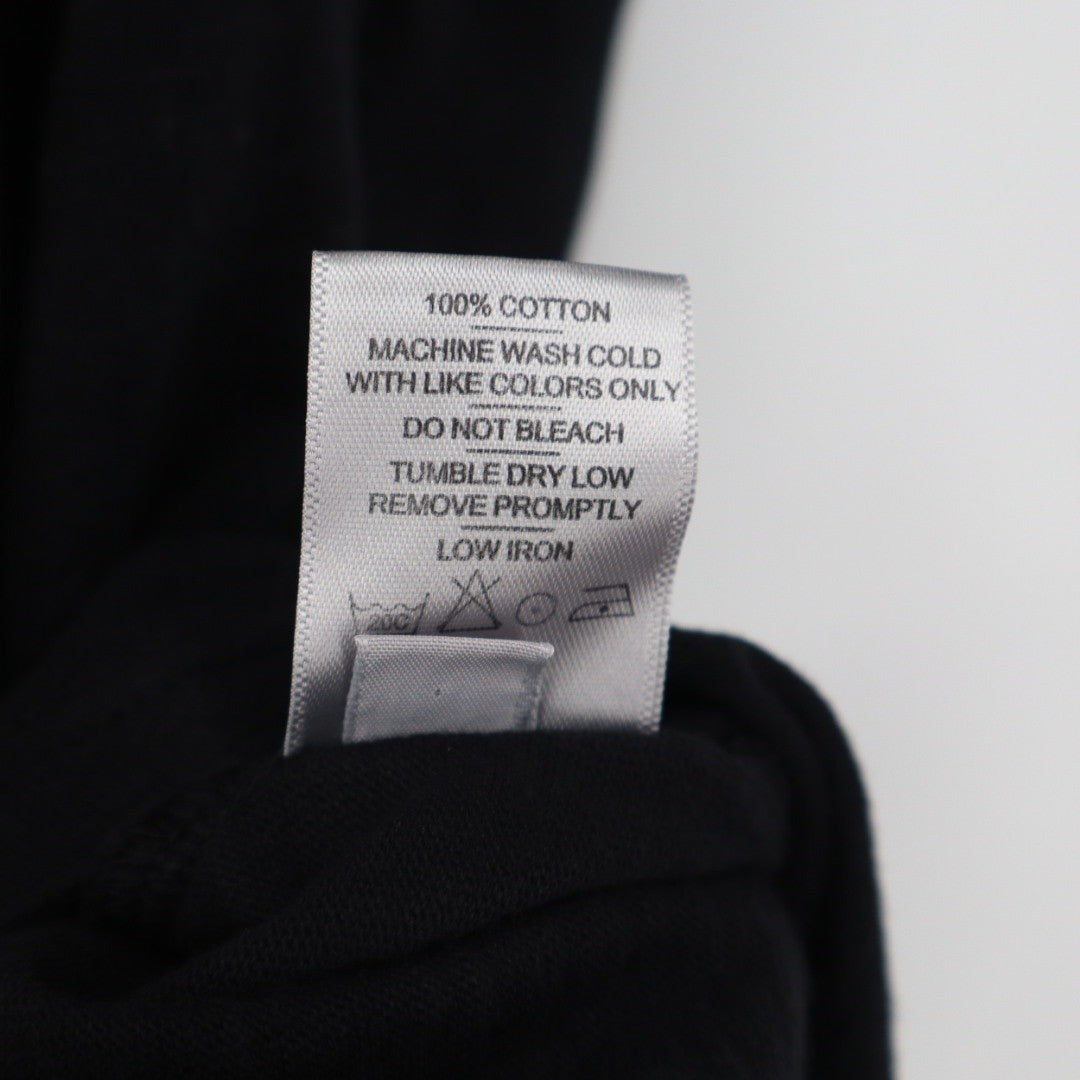 100% COTTON
MACHINE WASH COLD
WITH LIKE COLORS ONLY
DO NOT BLEACH
TUMBLE DRY LOW
REMOVE PROMPTLY
LOW IRON
20C